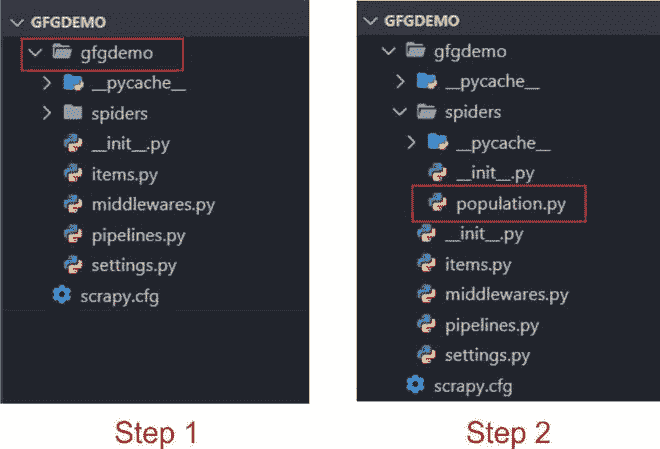 GFGDEMO
gfgdemo
__pycache__
spiders
__init__.py
items.py
middlewares.py
pipelines.py
settings.py
scrapy.cfg
Step 1
GFGDEMO
gfgdemo
__pycache__
spiders
__pycache__
__init__.py
population.py
__init__.py
items.py
middlewares.py
pipelines.py
settings.py
scrapy.cfg
Step 2